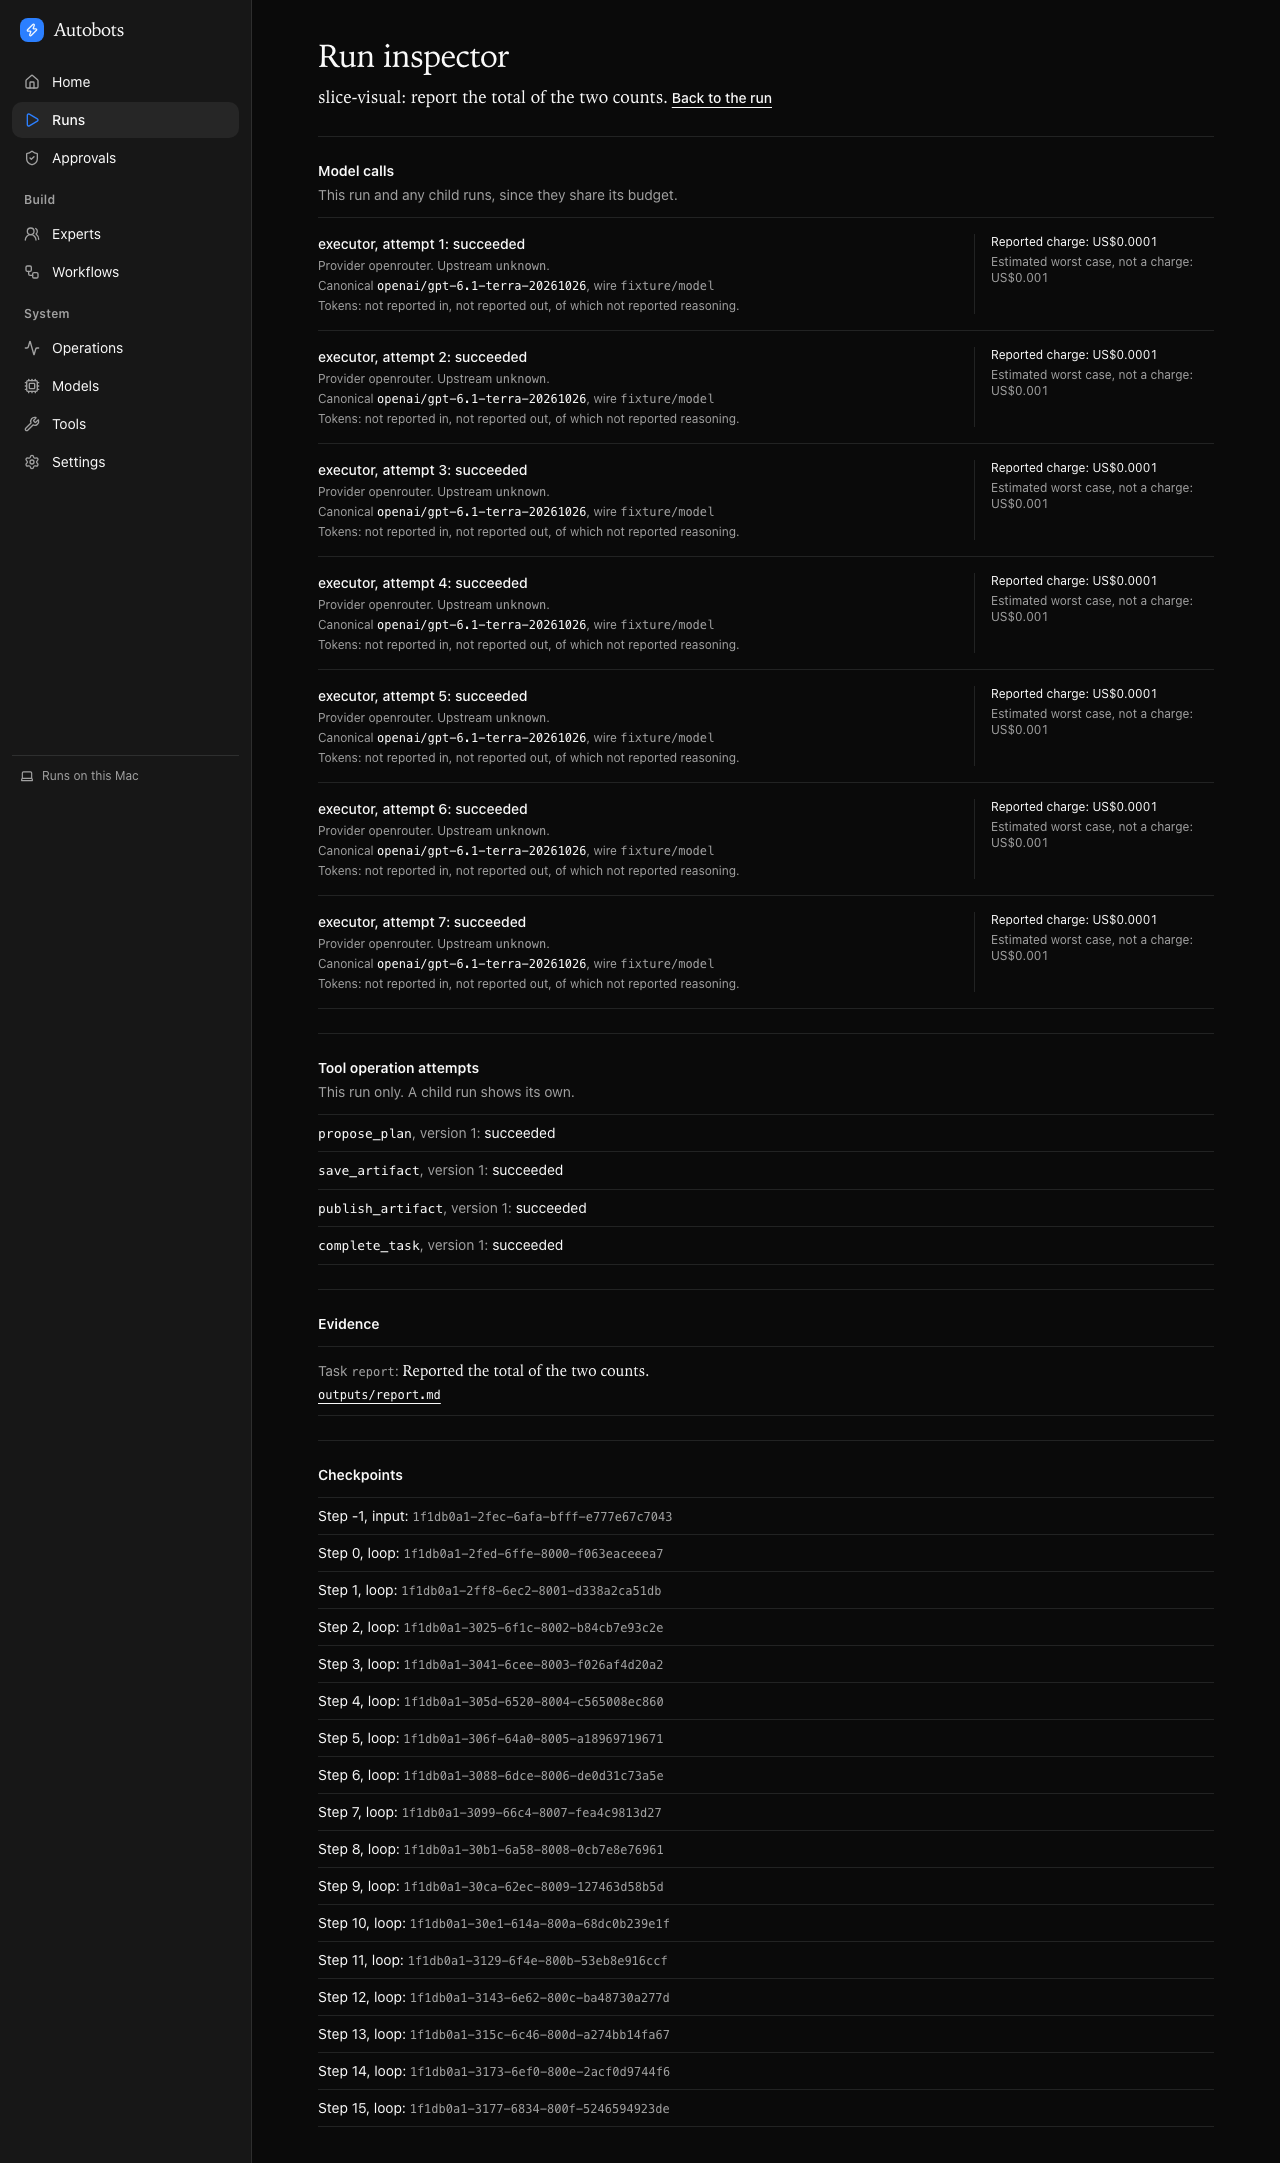 Autobots
Home
Runs
Approvals
Build
Experts
Workflows
System
Operations
Models
Tools
Settings
Runs on this Mac
Run inspector
slice-visual: report the total of the two counts. Back to the run
Model calls
This run and any child runs, since they share its budget.
executor, attempt 1: succeeded
Provider openrouter. Upstream unknown.
Canonical openai/gpt-6.1-terra-20261026, wire fixture/model
Tokens: not reported in, not reported out, of which not reported reasoning.
Reported charge: US$0.0001
Estimated worst case, not a charge:
US$0.001
executor, attempt 2: succeeded
Provider openrouter. Upstream unknown.
Canonical openai/gpt-6.1-terra-20261026, wire fixture/model
Tokens: not reported in, not reported out, of which not reported reasoning.
Reported charge: US$0.0001
Estimated worst case, not a charge:
US$0.001
executor, attempt 3: succeeded
Provider openrouter. Upstream unknown.
Canonical openai/gpt-6.1-terra-20261026, wire fixture/model
Tokens: not reported in, not reported out, of which not reported reasoning.
Reported charge: US$0.0001
Estimated worst case, not a charge:
US$0.001
executor, attempt 4: succeeded
Provider openrouter. Upstream unknown.
Canonical openai/gpt-6.1-terra-20261026, wire fixture/model
Tokens: not reported in, not reported out, of which not reported reasoning.
Reported charge: US$0.0001
Estimated worst case, not a charge:
US$0.001
executor, attempt 5: succeeded
Provider openrouter. Upstream unknown.
Canonical openai/gpt-6.1-terra-20261026, wire fixture/model
Tokens: not reported in, not reported out, of which not reported reasoning.
Reported charge: US$0.0001
Estimated worst case, not a charge:
US$0.001
executor, attempt 6: succeeded
Provider openrouter. Upstream unknown.
Canonical openai/gpt-6.1-terra-20261026, wire fixture/model
Tokens: not reported in, not reported out, of which not reported reasoning.
Reported charge: US$0.0001
Estimated worst case, not a charge:
US$0.001
executor, attempt 7: succeeded
Provider openrouter. Upstream unknown.
Canonical openai/gpt-6.1-terra-20261026, wire fixture/model
Tokens: not reported in, not reported out, of which not reported reasoning.
Reported charge: US$0.0001
Estimated worst case, not a charge:
US$0.001
Tool operation attempts
This run only. A child run shows its own.
propose_plan, version 1: succeeded
save_artifact, version 1: succeeded
publish_artifact, version 1: succeeded
complete_task, version 1: succeeded
Evidence
Task report: Reported the total of the two counts.
outputs/report.md
Checkpoints
Step -1, input: 1f1db0a1-2fec-6afa-bfff-e777e67c7043
Step 0, loop: 1f1db0a1-2fed-6ffe-8000-f063eaceeea7
Step 1, loop: 1f1db0a1-2ff8-6ec2-8001-d338a2ca51db
Step 2, loop: 1f1db0a1-3025-6f1c-8002-b84cb7e93c2e
Step 3, loop: 1f1db0a1-3041-6cee-8003-f026af4d20a2
Step 4, loop: 1f1db0a1-305d-6520-8004-c565008ec860
Step 5, loop: 1f1db0a1-306f-64a0-8005-a18969719671
Step 6, loop: 1f1db0a1-3088-6dce-8006-de0d31c73a5e
Step 7, loop: 1f1db0a1-3099-66c4-8007-fea4c9813d27
Step 8, loop: 1f1db0a1-30b1-6a58-8008-0cb7e8e76961
Step 9, loop: 1f1db0a1-30ca-62ec-8009-127463d58b5d
Step 10, loop: 1f1db0a1-30e1-614a-800a-68dc0b239e1f
Step 11, loop: 1f1db0a1-3129-6f4e-800b-53eb8e916ccf
Step 12, loop: 1f1db0a1-3143-6e62-800c-ba48730a277d
Step 13, loop: 1f1db0a1-315c-6c46-800d-a274bb14fa67
Step 14, loop: 1f1db0a1-3173-6ef0-800e-2acf0d9744f6
Step 15, loop: 1f1db0a1-3177-6834-800f-5246594923de